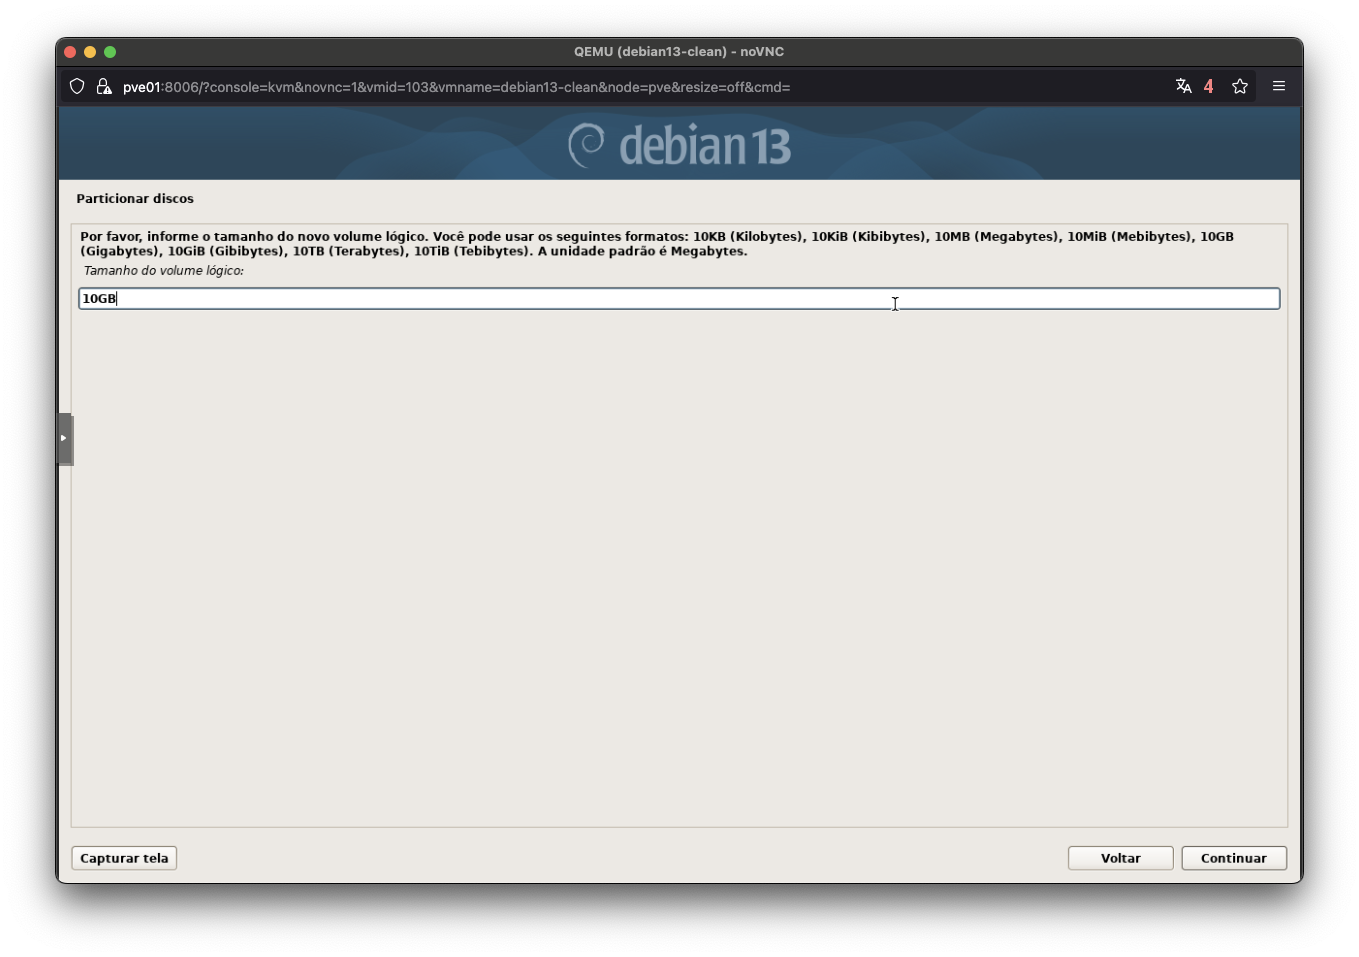 QEMU (debian13-clean) - noVNC
pve01:8006/?console=kvm&novnc=1&vmid=103&vmname=debian13-clean&node=pve&resize=off&cmd=
4
debian 13
Particionar discos
Por favor, informe o tamanho do novo volume lógico. Você pode usar os seguintes formatos: 10KB (Kilobytes), 10KiB (Kibibytes), 10MB (Megabytes), 10MiB (Mebibytes), 10GB
(Gigabytes), 10GiB (Gibibytes), 10TB (Terabytes), 10TiB (Tebibytes). A unidade padrão é Megabytes.
Tamanho do volume lógico:
10GB
Capturar tela
Voltar
Continuar